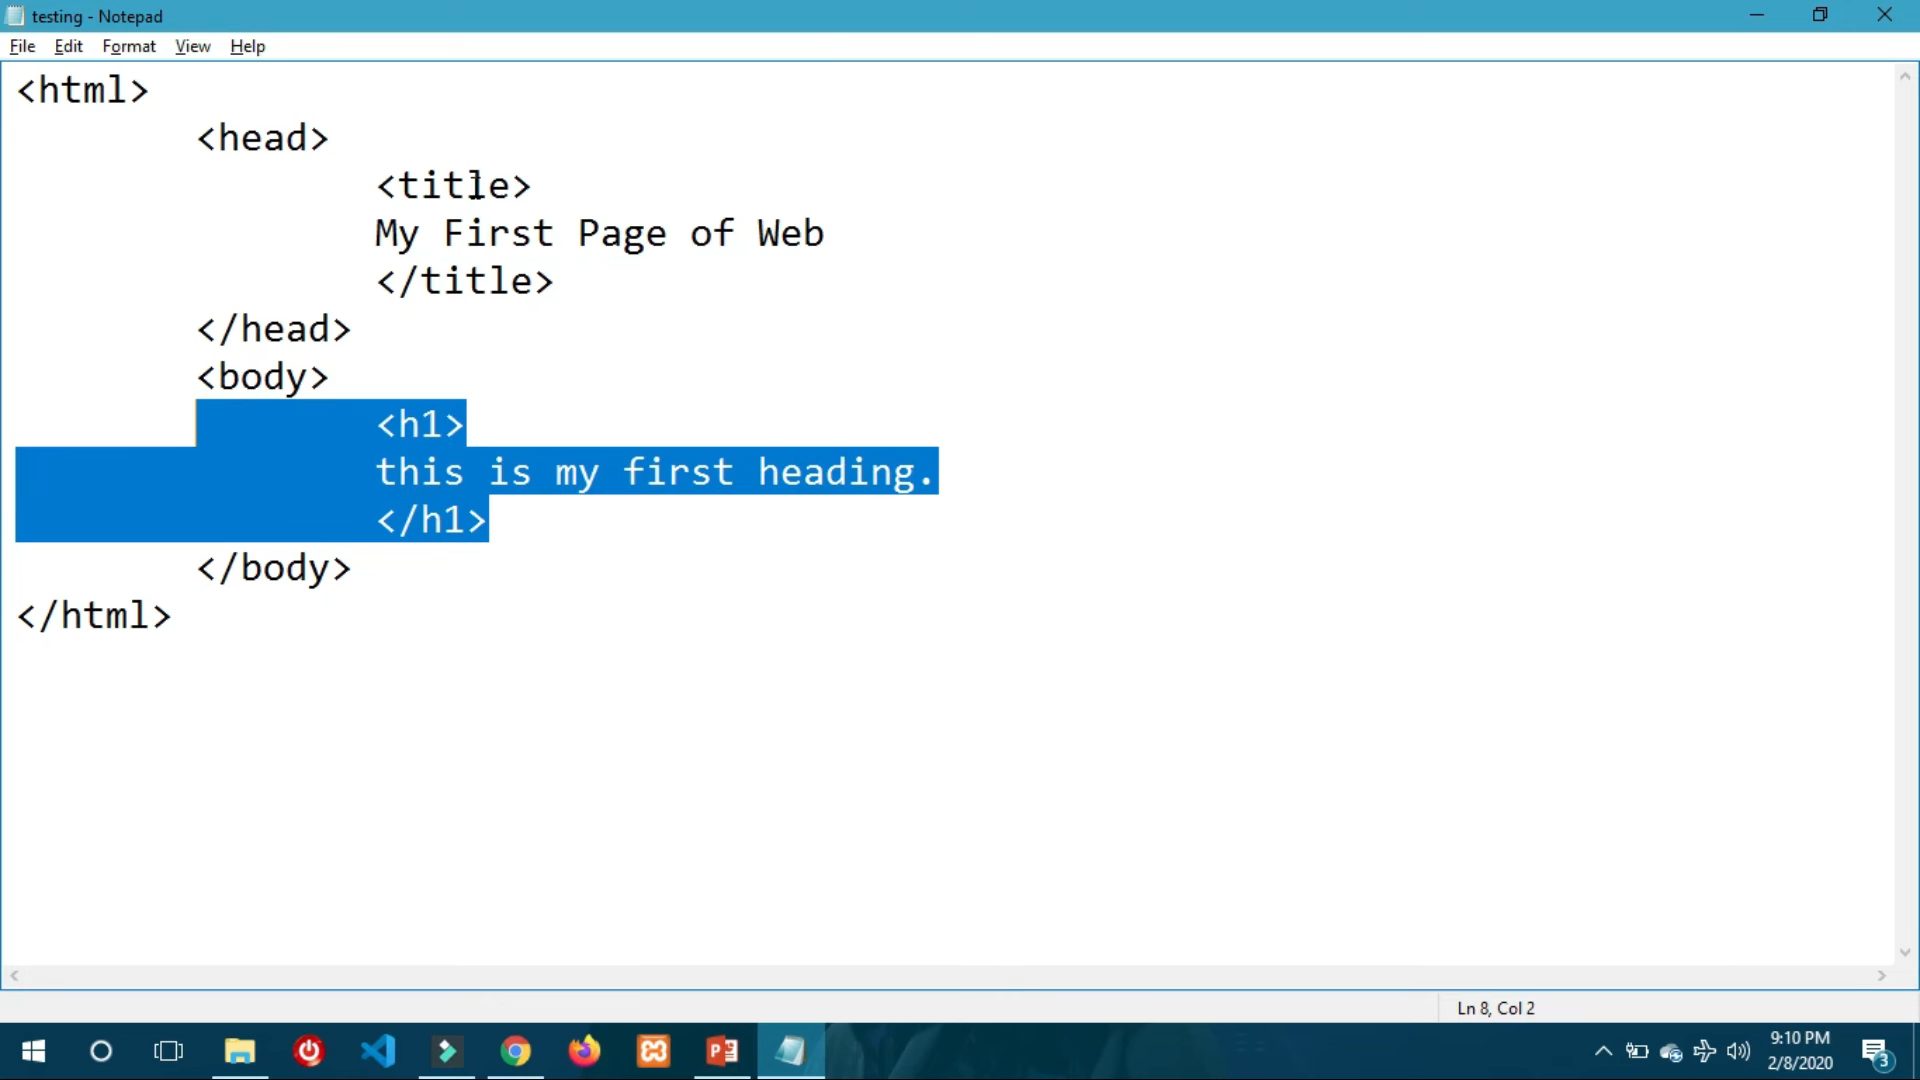 testing - Notepad
File Edit Format View Help
<html>
<head>
<title>
My First Page of Web
</title>
</head>
<body>
<h1>
this is my first heading.
</h1>
</body>
</html>
Ln 8, Col 2
9:10 PM
2/8/2020
3